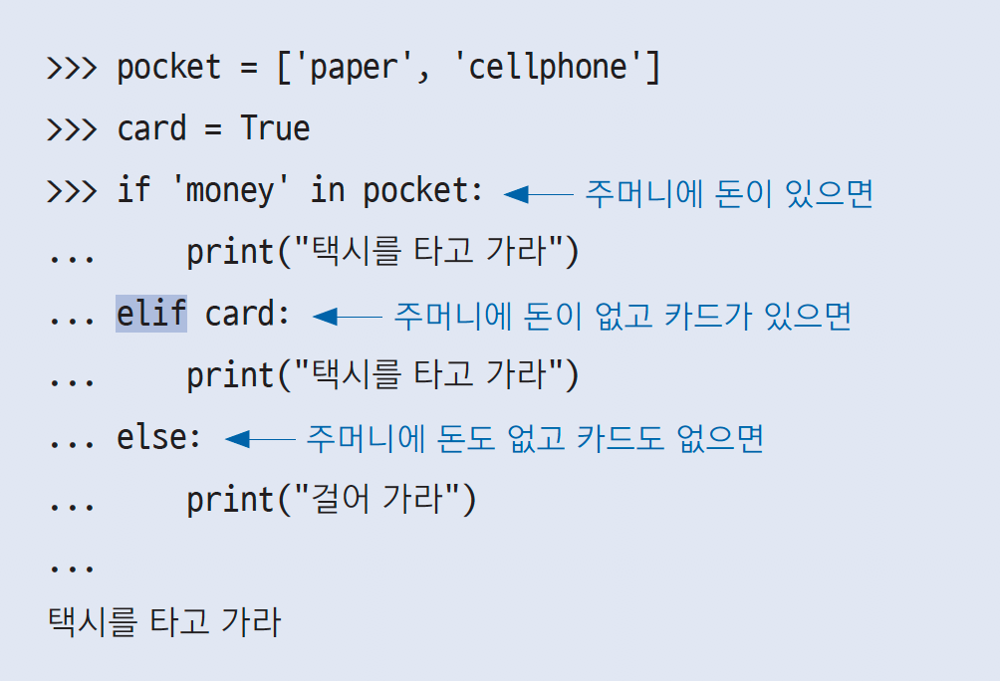 >>> pocket = ['paper', 'cellphone']
>>> card = True
>>> if 'money' in pocket: 주머니에 돈이 있으면
...     print("택시를 타고 가라")
... elif card: 주머니에 돈이 없고 카드가 있으면
...     print("택시를 타고 가라")
... else: 주머니에 돈도 없고 카드도 없으면
...     print("걸어 가라")
...
택시를 타고 가라